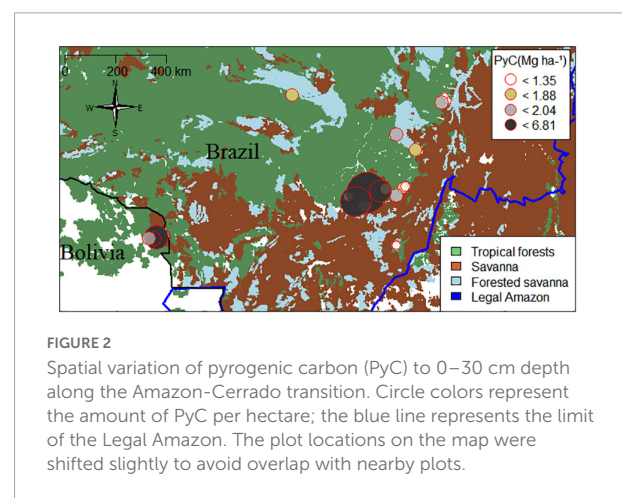 0 200 400 km
N
W E
S
Brazil
Bolivia
PyC(Mg ha-¹)
< 1.35
< 1.88
< 2.04
< 6.81
Tropical forests
Savanna
Forested savanna
Legal Amazon
FIGURE 2
Spatial variation of pyrogenic carbon (PyC) to 0–30 cm depth
along the Amazon-Cerrado transition. Circle colors represent
the amount of PyC per hectare; the blue line represents the limit
of the Legal Amazon. The plot locations on the map were
shifted slightly to avoid overlap with nearby plots.